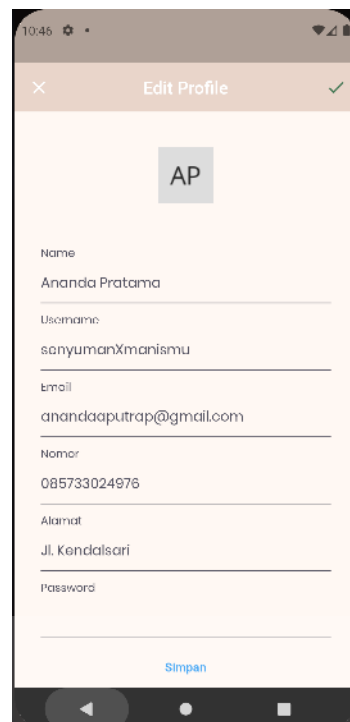 10:46
Edit Profile
AP
Name
Ananda Pratama
Username
senyumanXmanismu
Email
anandaaputrap@gmail.com
Nomor
085733024976
Alamat
Jl. Kendalsari
Password
Simpan